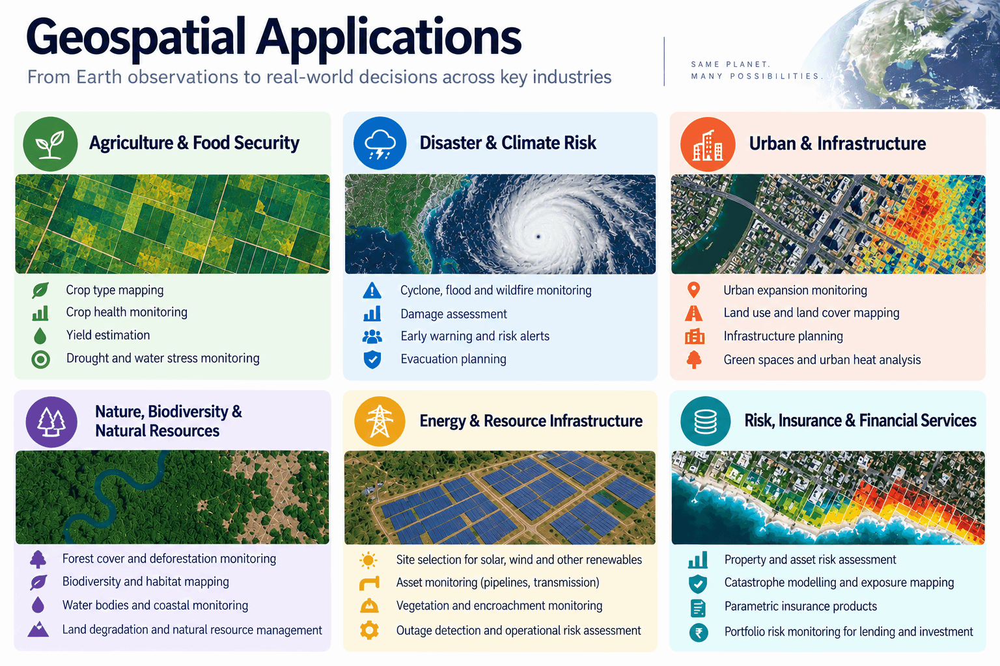 Geospatial Applications
From Earth observations to real-world decisions across key industries
SAME PLANET.
MANY POSSIBILITIES.
Agriculture & Food Security
Crop type mapping
Crop health monitoring
Yield estimation
Drought and water stress monitoring
Disaster & Climate Risk
Cyclone, flood and wildfire monitoring
Damage assessment
Early warning and risk alerts
Evacuation planning
Urban & Infrastructure
Urban expansion monitoring
Land use and land cover mapping
Infrastructure planning
Green spaces and urban heat analysis
Nature, Biodiversity &
Natural Resources
Forest cover and deforestation monitoring
Biodiversity and habitat mapping
Water bodies and coastal monitoring
Land degradation and natural resource management
Energy & Resource Infrastructure
Site selection for solar, wind and other renewables
Asset monitoring (pipelines, transmission)
Vegetation and encroachment monitoring
Outage detection and operational risk assessment
Risk, Insurance & Financial Services
Property and asset risk assessment
Catastrophe modelling and exposure mapping
Parametric insurance products
₹
Portfolio risk monitoring for lending and investment